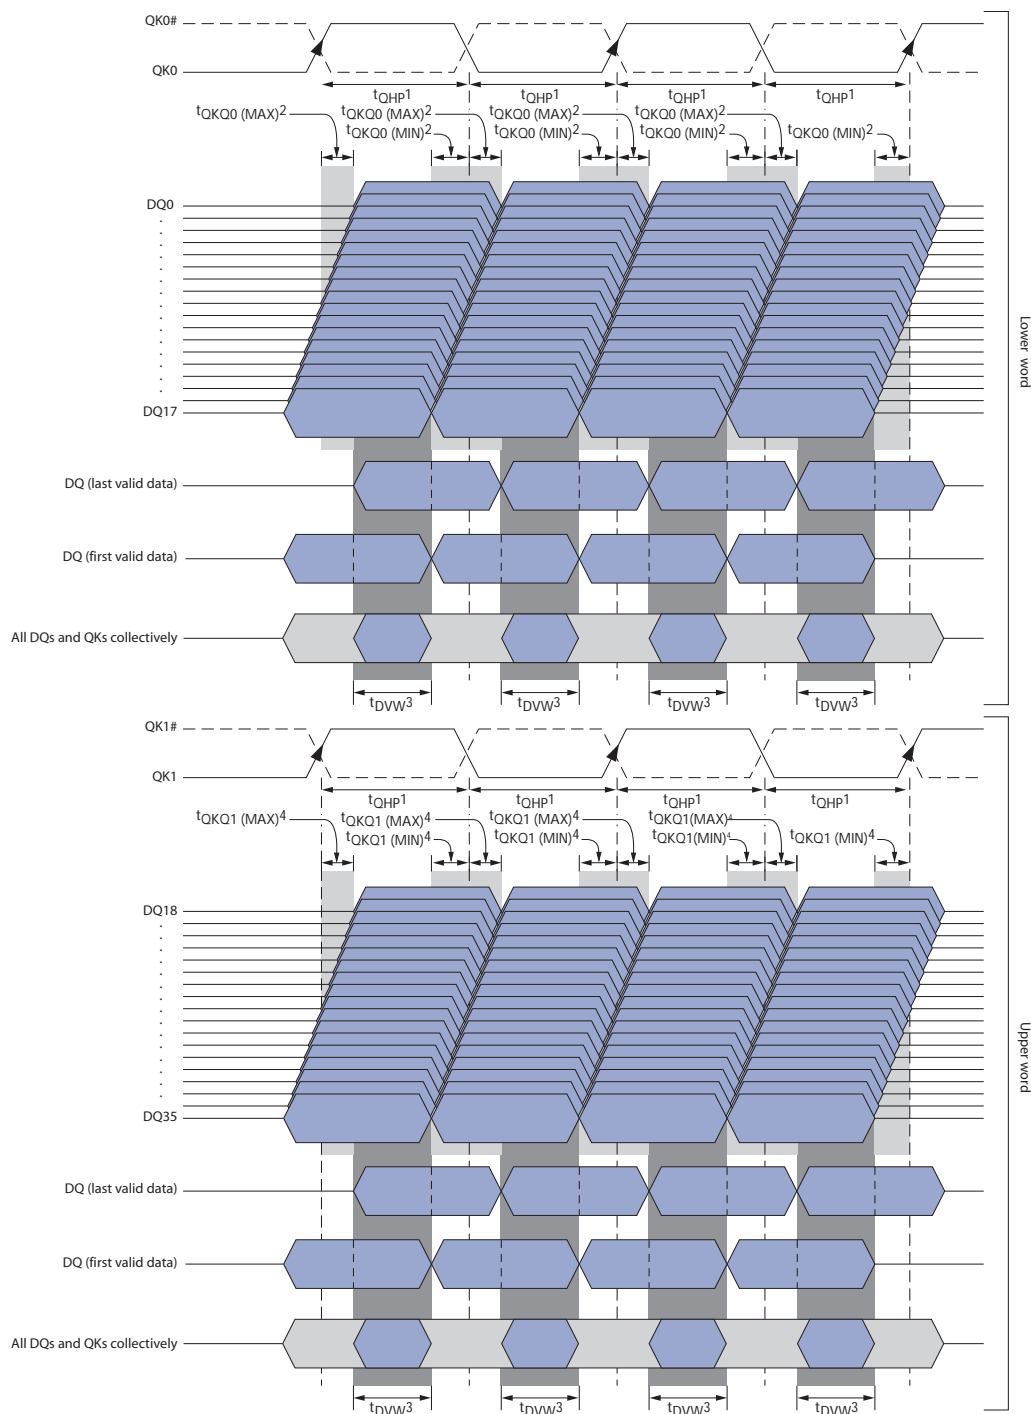 QK0#
QK0
tQHP1 tQHP1 tQHP1 tQHP1
tQKQ0 (MAX)2 tQKQ0 (MAX)2 tQKQ0 (MAX)2 tQKQ0 (MAX)2
tQKQ0 (MIN)2 tQKQ0 (MIN)2 tQKQ0 (MIN)2 tQKQ0 (MIN)2
DQ0
DQ17
Lower word
DQ (last valid data)
DQ (first valid data)
All DQs and QKs collectively
tDVW3 tDVW3 tDVW3 tDVW3
QK1#
QK1
tQHP1 tQHP1 tQHP1 tQHP1
tQKQ1 (MAX)4 tQKQ1 (MAX)4 tQKQ1 (MAX)4 tQKQ1(MAX)4
tQKQ1 (MIN)4 tQKQ1 (MIN)4 tQKQ1(MIN)4 tQKQ1 (MIN)4
DQ18
DQ35
Upper word
DQ (last valid data)
DQ (first valid data)
All DQs and QKs collectively
tDVW3 tDVW3 tDVW3 tDVW3